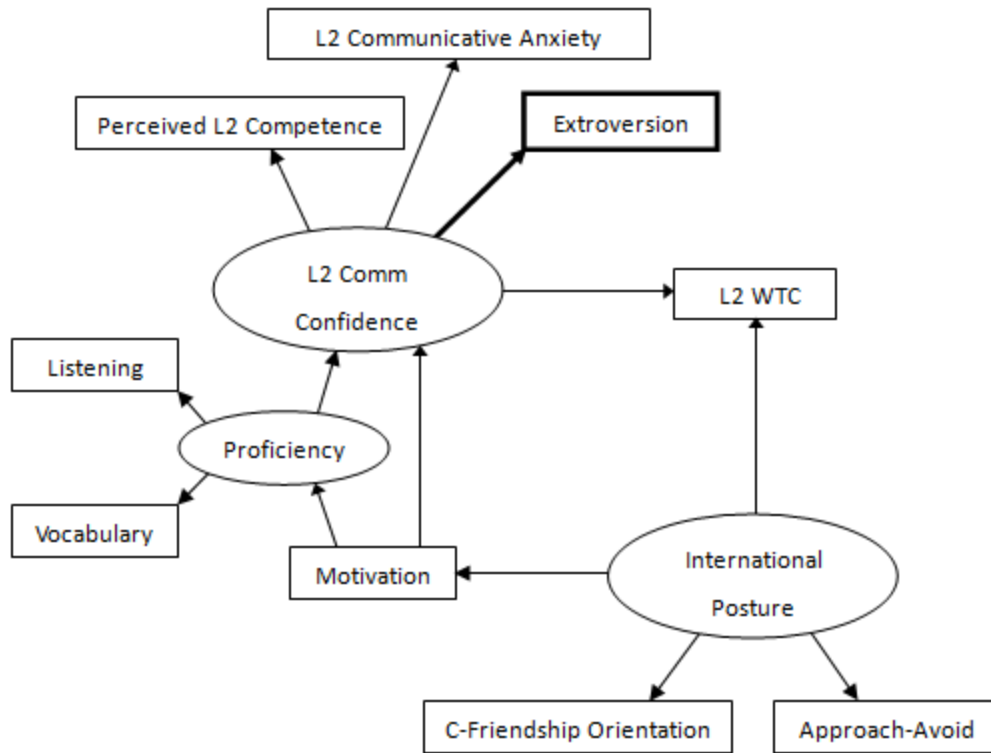 L2 Communicative Anxiety
Perceived L2 Competence
Extroversion
L2 Comm
Confidence
L2 WTC
Listening
Proficiency
Vocabulary
Motivation
International
Posture
C-Friendship Orientation
Approach-Avoid